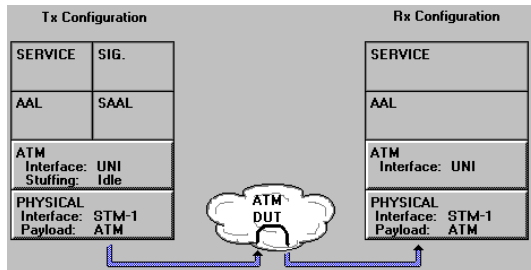 Tx Configuration
Rx Configuration
SERVICE SIG.
SERVICE
AAL SAAL
AAL
ATM
Interface: UNI
Stuffing: Idle
ATM
Interface: UNI
PHYSICAL
Interface: STM-1
Payload: ATM
ATM
DUT
PHYSICAL
Interface: STM-1
Payload: ATM